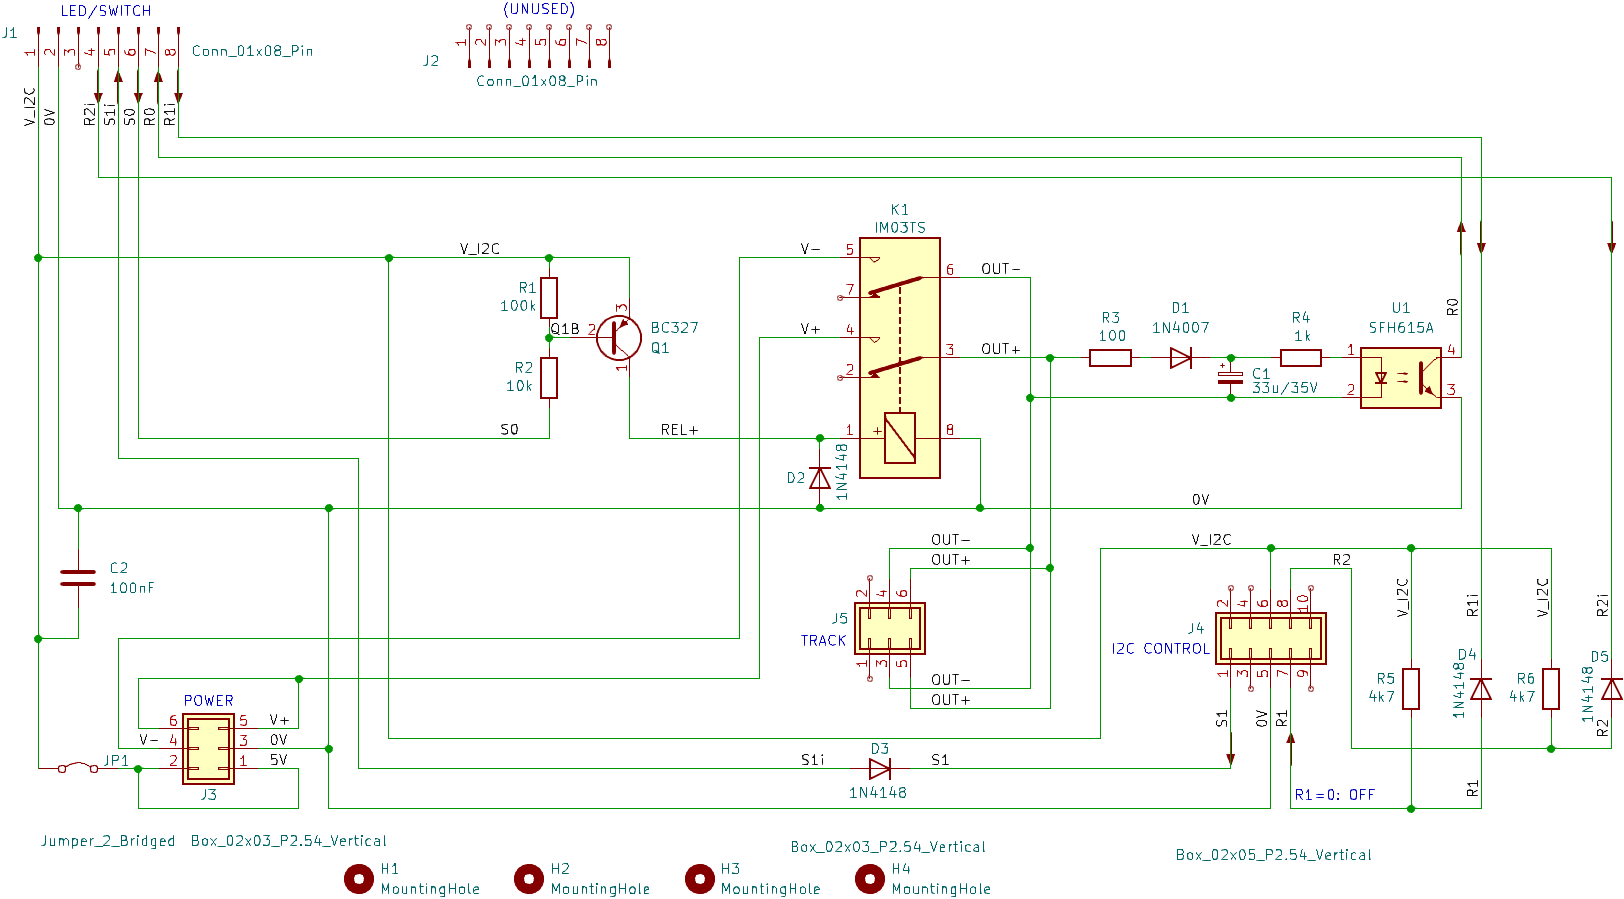 LED/SWITCH
J1
1 2 3 4 5 6 7 8
Conn_01x08_Pin
V_I2C
0V
R2i
S1i
S0
R0
R1i
(UNUSED)
1 2 3 4 5 6 7 8
J2
Conn_01x08_Pin
K1
IM03TS
V_I2C
V-
5
6
OUT-
R1
100k
7
Q1B
2
3
1
BC327
Q1
V+
4
3
OUT+
2
R2
10k
S0
REL+
1
+
8
D2
1N4148
R3
100
D1
1N4007
C1
33u/35V
R4
1k
U1
SFH615A
1
4
2
3
R0
0V
C2
100nF
OUT-
OUT+
2 4 6
J5
TRACK
1 3 5
OUT-
OUT+
V_I2C
R2
2 4 6 8 10
J4
I2C CONTROL
1 3 5 7 9
S1
0V
R1
V_I2C
R1i
V_I2C
R2i
R5
4k7
D4
1N4148
R6
4k7
D5
1N4148
R2
R1
R1=0: OFF
POWER
6
5
V+
V-
4
3
0V
JP1
2
1
5V
J3
S1i
D3
S1
1N4148
Jumper_2_Bridged
Box_02x03_P2.54_Vertical
Box_02x03_P2.54_Vertical
Box_02x05_P2.54_Vertical
H1
MountingHole
H2
MountingHole
H3
MountingHole
H4
MountingHole